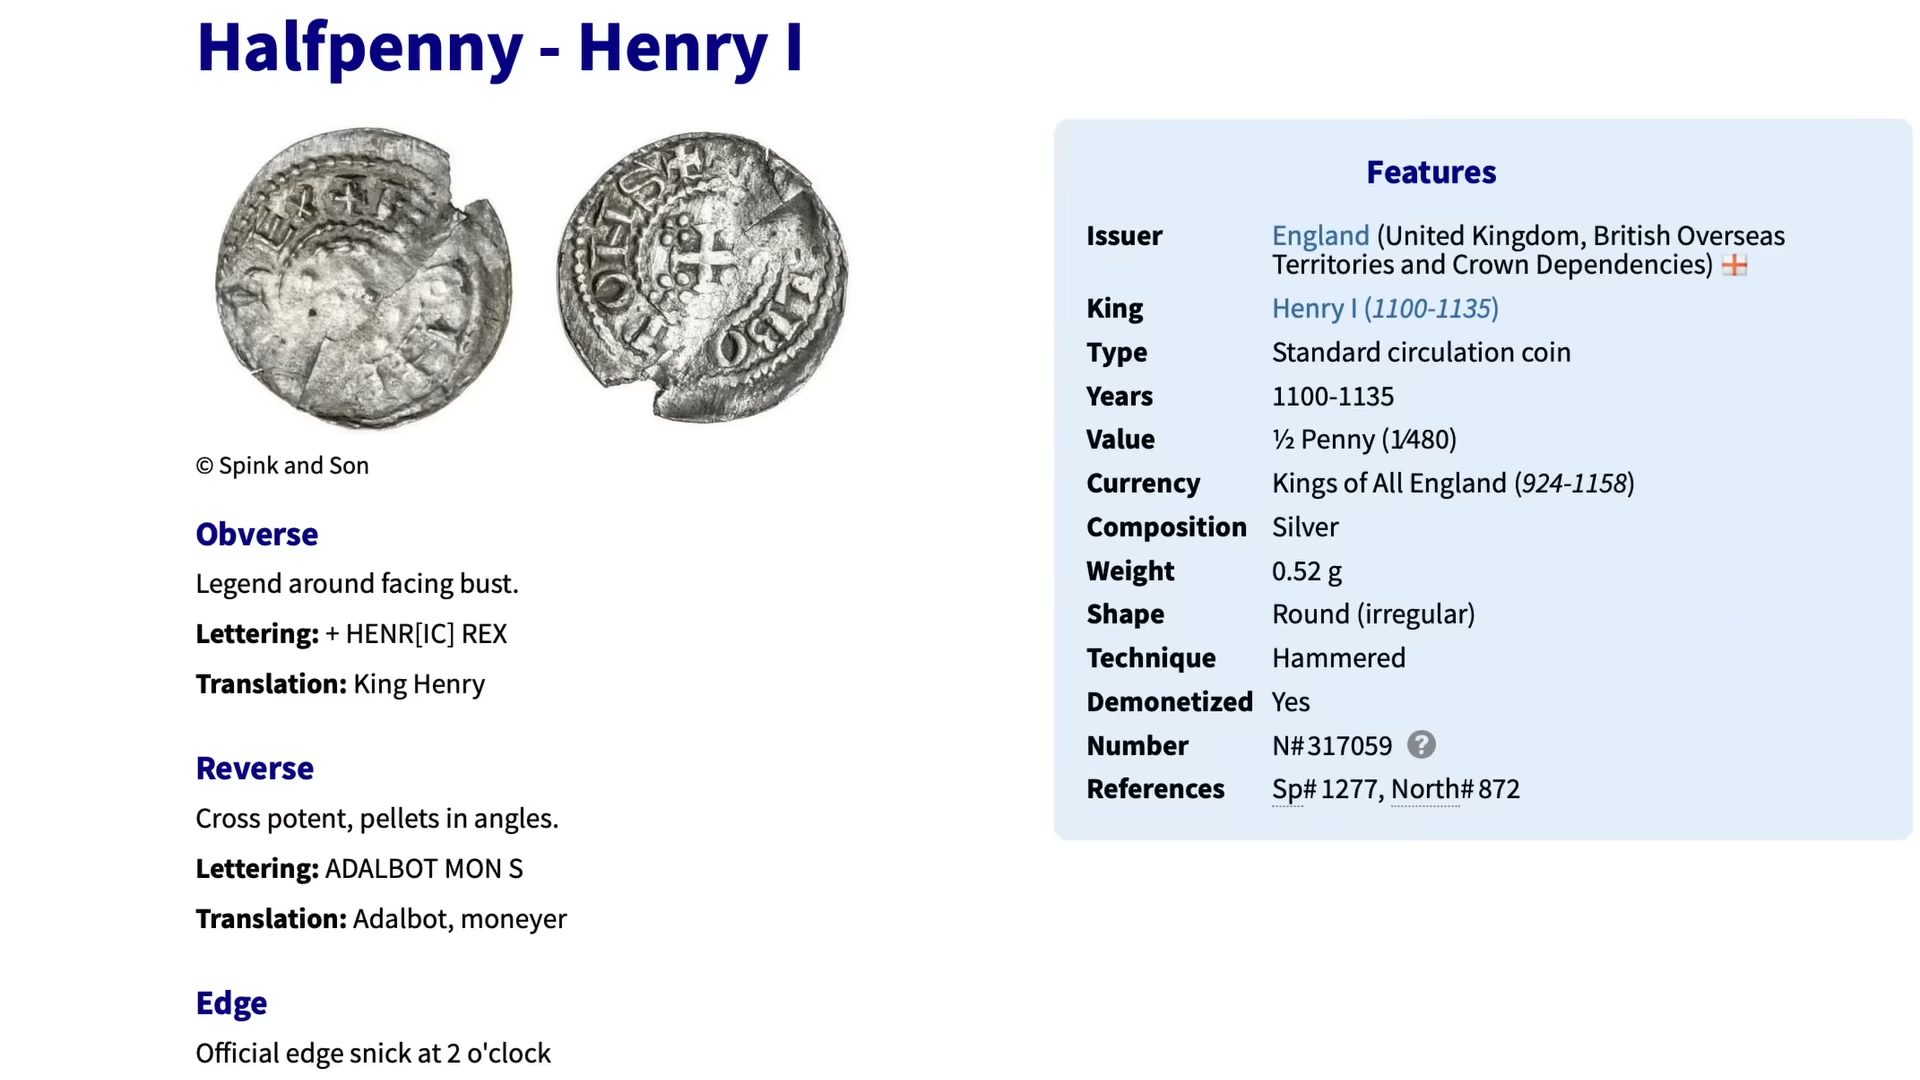 Halfpenny - Henry I
© Spink and Son
Obverse
Legend around facing bust.
Lettering: + HENR[IC] REX
Translation: King Henry
Reverse
Cross potent, pellets in angles.
Lettering: ADALBOT MON S
Translation: Adalbot, moneyer
Edge
Official edge snick at 2 o'clock
Features
Issuer England (United Kingdom, British Overseas
Territories and Crown Dependencies)
King Henry I (1100-1135)
Type Standard circulation coin
Years 1100-1135
Value ½ Penny (1⁄480)
Currency Kings of All England (924-1158)
Composition Silver
Weight 0.52 g
Shape Round (irregular)
Technique Hammered
Demonetized Yes
Number N# 317059 ?
References Sp# 1277, North# 872